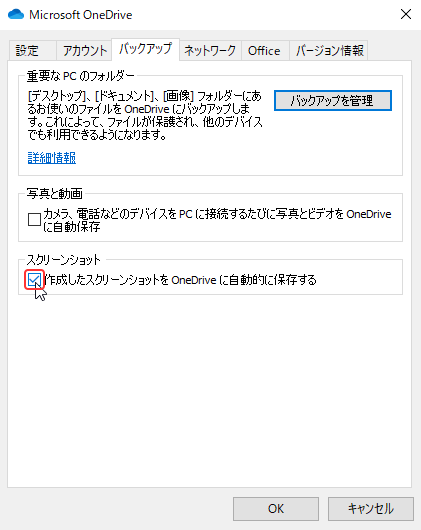 Microsoft OneDrive
設定 アカウント バックアップ ネットワーク Office バージョン情報
重要な PC のフォルダー
[デスクトップ]、[ドキュメント]、[画像] フォルダーにあ
るお使いのファイルを OneDrive にバックアップしま
す。これによって、ファイルが保護され、他のデバイス
でも利用できるようになります。
バックアップを管理
詳細情報
写真と動画
カメラ、電話などのデバイスを PC に接続するたびに写真とビデオを OneDrive
に自動保存
スクリーンショット
作成したスクリーンショットを OneDrive に自動的に保存する
OK キャンセル